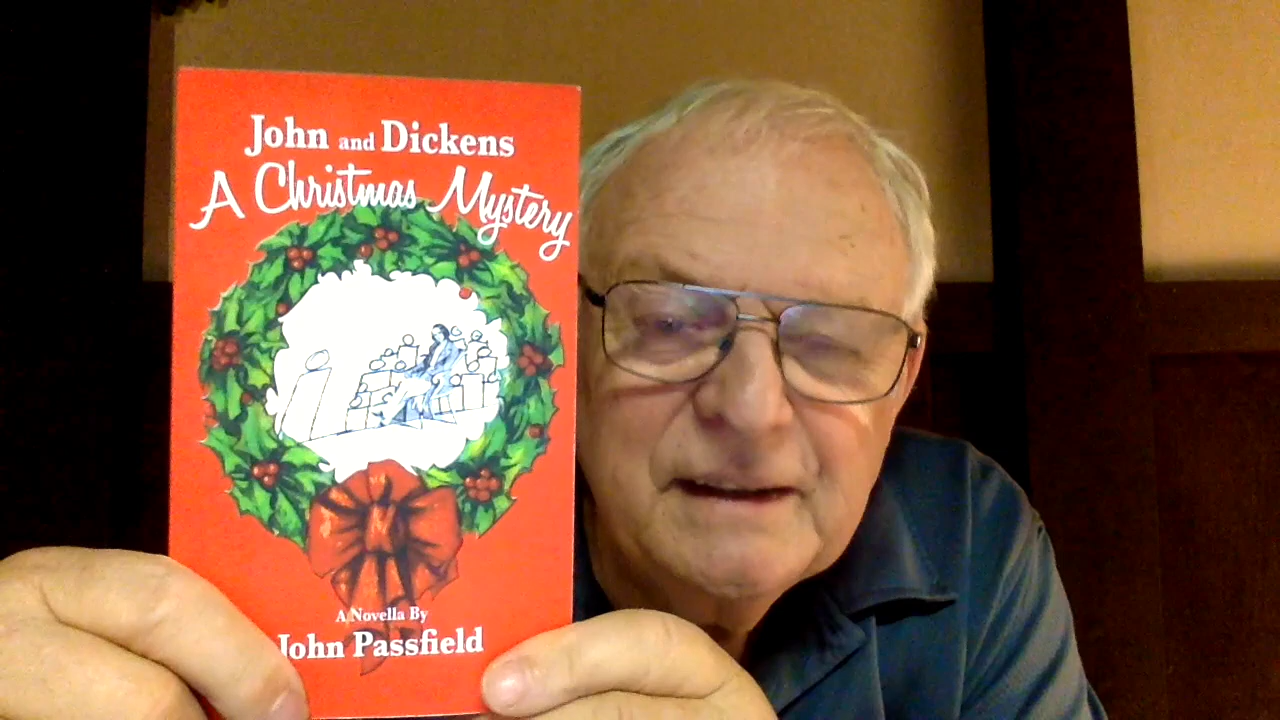 John and Dickens
A Christmas Mystery
A Novella By
John Passfield